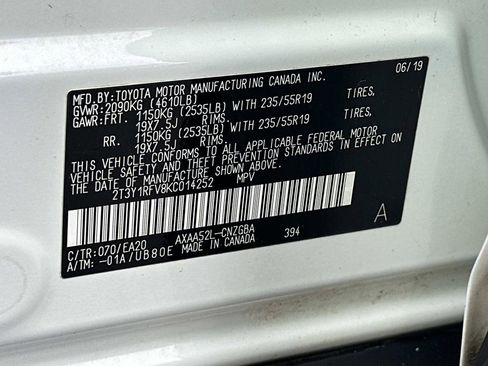 MFD.BY:TOYOTA MOTOR MANUFACTURING CANADA INC. 06/19
GVWR:2090KG (4610LB)
GAWR:FRT. 1150KG (2535LB) WITH 235/55R19 TIRES,
19X7.5J RIMS
RR. 1150KG (2535LB) WITH 235/55R19 TIRES,
19X7.5J RIMS
THIS VEHICLE CONFORMS TO ALL APPLICABLE FEDERAL MOTOR
VEHICLE SAFETY AND THEFT PREVENTION STANDARDS IN EFFECT ON
THE DATE OF MANUFACTURE SHOWN ABOVE.
2T3Y1RFV8KC014252 MPV
A
C/TR:070/EA20 AXAA52L-CNZGBA 394
A/TM:-01A/UB80E MADE IN CANADA